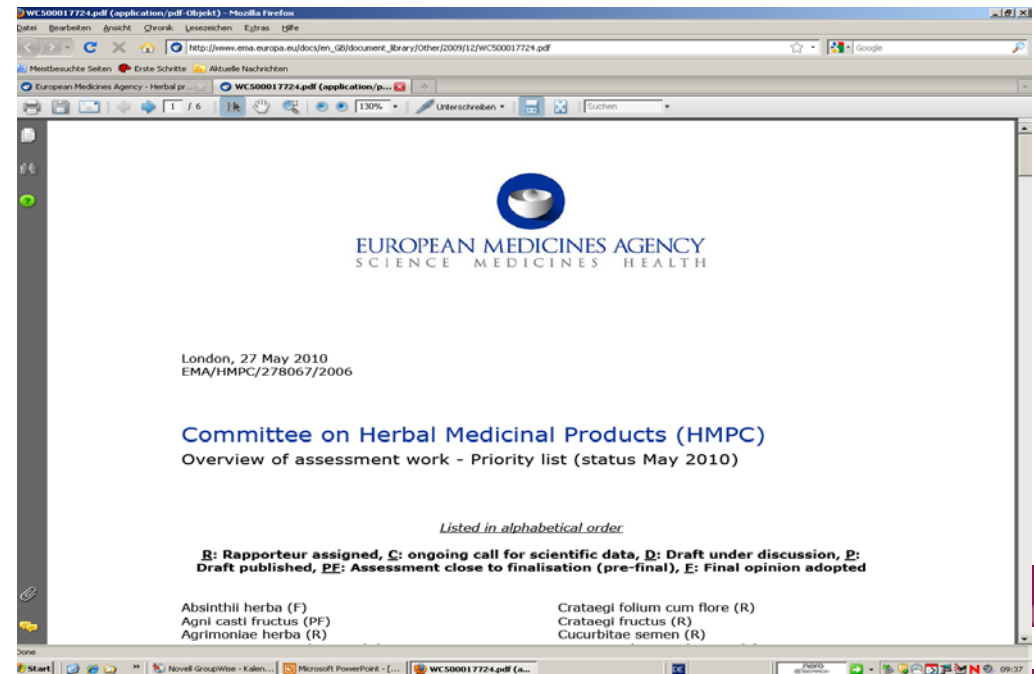 WC500017724.pdf (application/pdf-Objekt) - Mozilla Firefox
Datei Bearbeiten Ansicht Chronik Lesezeichen Extras Hilfe
http://www.ema.europa.eu/docs/en_GB/document_library/Other/2009/12/WC500017724.pdf
Google
Meistbesuchte Seiten Erste Schritte Aktuelle Nachrichten
European Medicines Agency - Herbal pr... WC500017724.pdf (application/p...
1 / 6 130% Unterschreiben Suchen
EUROPEAN MEDICINES AGENCY
SCIENCE MEDICINES HEALTH
London, 27 May 2010
EMA/HMPC/278067/2006
Committee on Herbal Medicinal Products (HMPC)
Overview of assessment work - Priority list (status May 2010)
Listed in alphabetical order
R: Rapporteur assigned, C: ongoing call for scientific data, D: Draft under discussion, P:
Draft published, PF: Assessment close to finalisation (pre-final), F: Final opinion adopted
Absinthii herba (F)
Agni casti fructus (PF)
Agrimoniae herba (R)
Crataegi folium cum flore (R)
Crataegi fructus (R)
Cucurbitae semen (R)
Done
Start Novell GroupWise - Kalen... Microsoft PowerPoint - [... WC500017724.pdf (a... DE nero 09:37